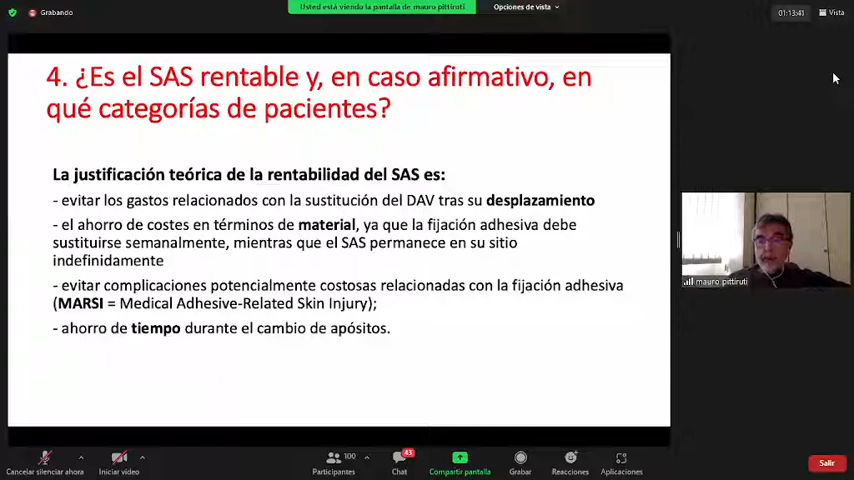 Grabando
Usted está viendo la pantalla de mauro pittiruti
Opciones de vista
01:13:41
Vista
4. ¿Es el SAS rentable y, en caso afirmativo, en
qué categorías de pacientes?
La justificación teórica de la rentabilidad del SAS es:
- evitar los gastos relacionados con la sustitución del DAV tras su desplazamiento
- el ahorro de costes en términos de material, ya que la fijación adhesiva debe
sustituirse semanalmente, mientras que el SAS permanece en su sitio
indefinidamente
- evitar complicaciones potencialmente costosas relacionadas con la fijación adhesiva
(MARSI = Medical Adhesive-Related Skin Injury);
- ahorro de tiempo durante el cambio de apósitos.
mauro pittiruti
Cancelar silenciar ahora
Iniciar video
100
Participantes
43
Chat
Compartir pantalla
Grabar
Reacciones
Aplicaciones
Salir